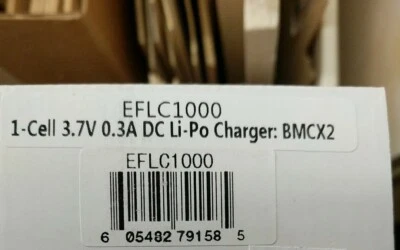 EFLC1000
1-Cell 3.7V 0.3A DC Li-Po Charger: BMCX2
EFLC1000
6 05482 79158 5